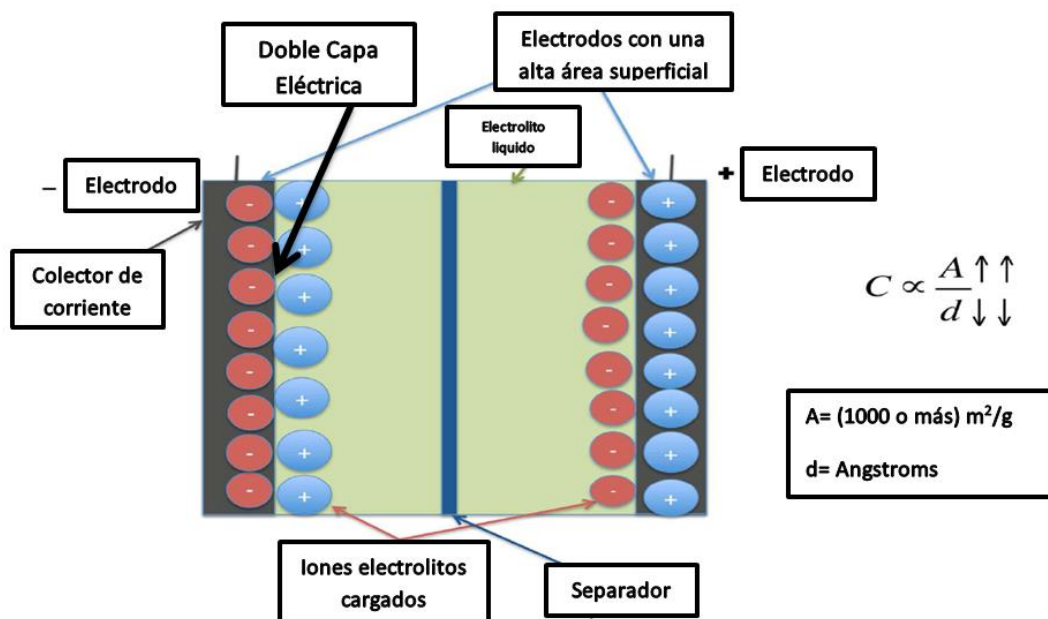 Doble Capa
Eléctrica
Electrodos con una
alta área superficial
Electrolito
liquido
– Electrodo
+ Electrodo
Colector de
corriente
- + - +
- + - +
- + - +
- + - +
- + - +
- + - +
- + - +
- + - +
C ∝ A ↑ ↑
d ↓ ↓
A= (1000 o más) m²/g
d= Angstroms
Iones electrolitos
cargados
Separador